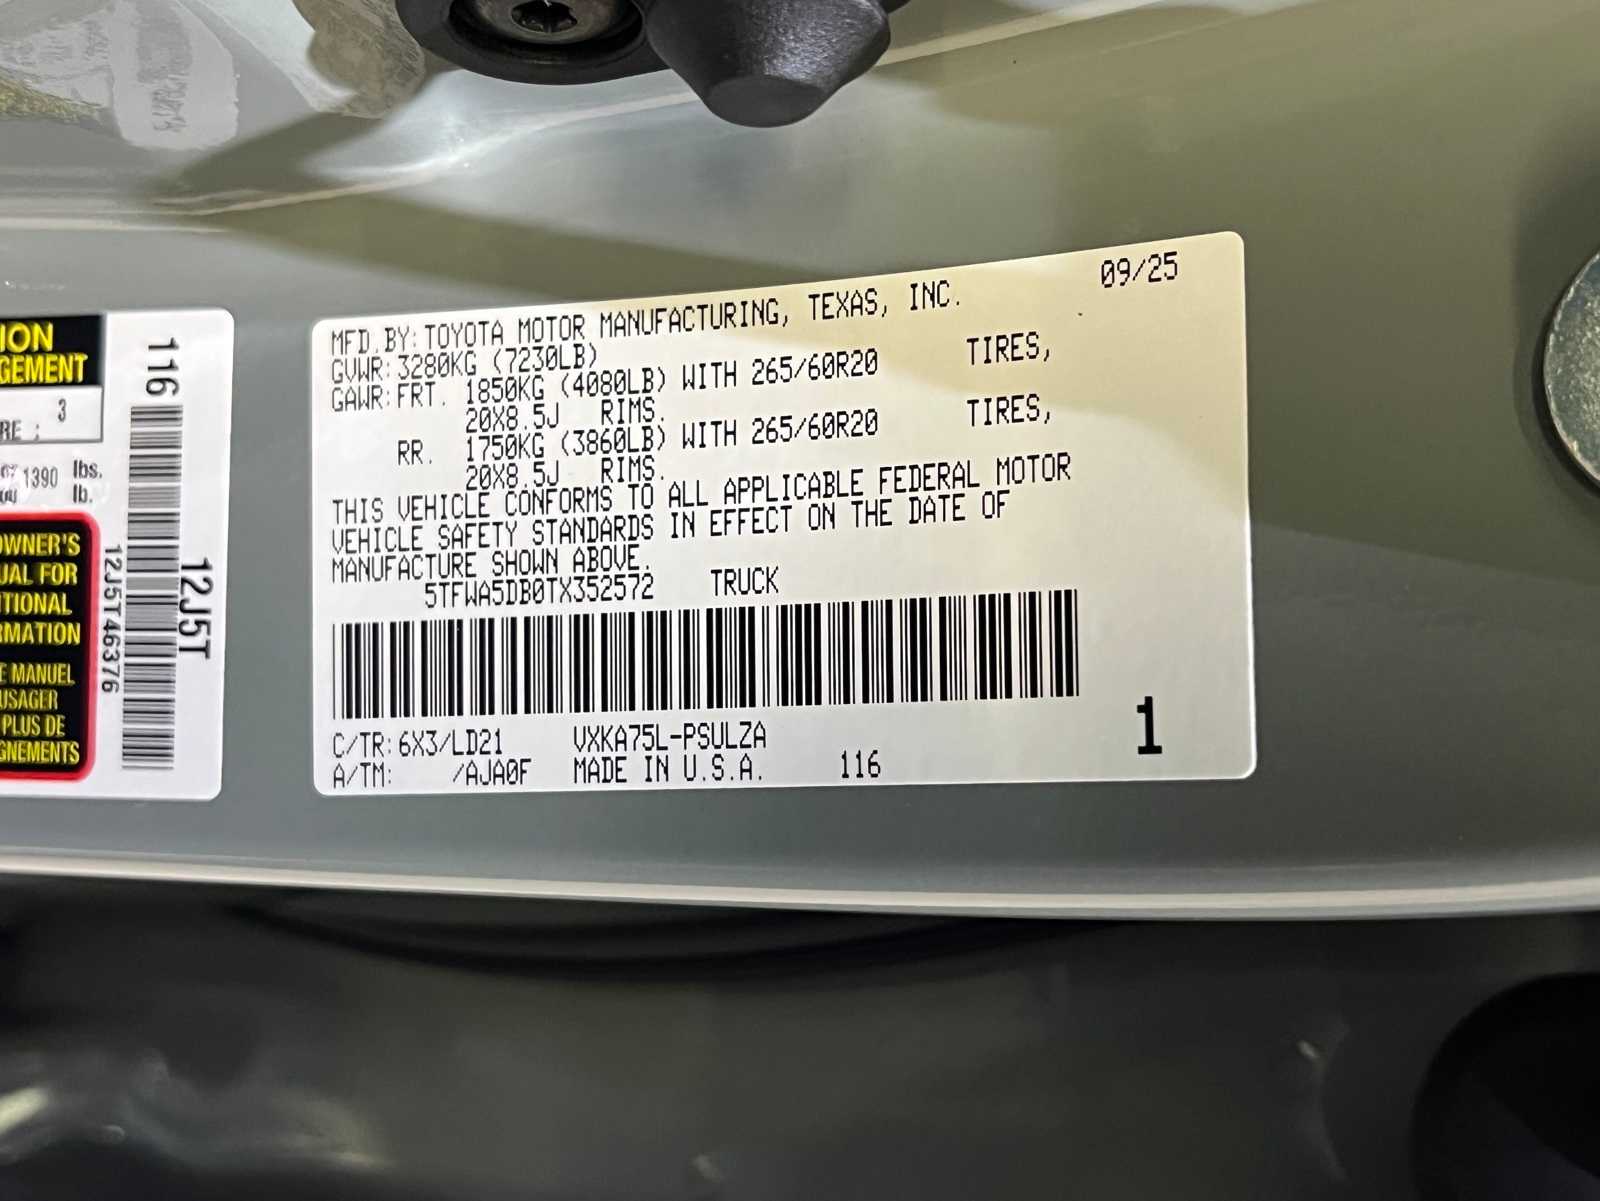 MFD.BY:TOYOTA MOTOR MANUFACTURING, TEXAS, INC. 09/25
GVWR:3280KG (7230LB)
GAWR:FRT. 1850KG (4080LB) WITH 265/60R20 TIRES,
20X8.5J RIMS.
RR. 1750KG (3860LB) WITH 265/60R20 TIRES,
20X8.5J RIMS.
THIS VEHICLE CONFORMS TO ALL APPLICABLE FEDERAL MOTOR
VEHICLE SAFETY STANDARDS IN EFFECT ON THE DATE OF
MANUFACTURE SHOWN ABOVE.
5TFWA5DB0TX352572 TRUCK
C/TR:6X3/LD21 VXKA75L-PSULZA
A/TM: /AJA0F MADE IN U.S.A. 116
1
116
12J5T
12J5T46376
ION
GEMENT
3
RE :
1390 lbs.
lb.
OWNER'S
UAL FOR
ITIONAL
RMATION
E MANUEL
USAGER
PLUS DE
GNEMENTS